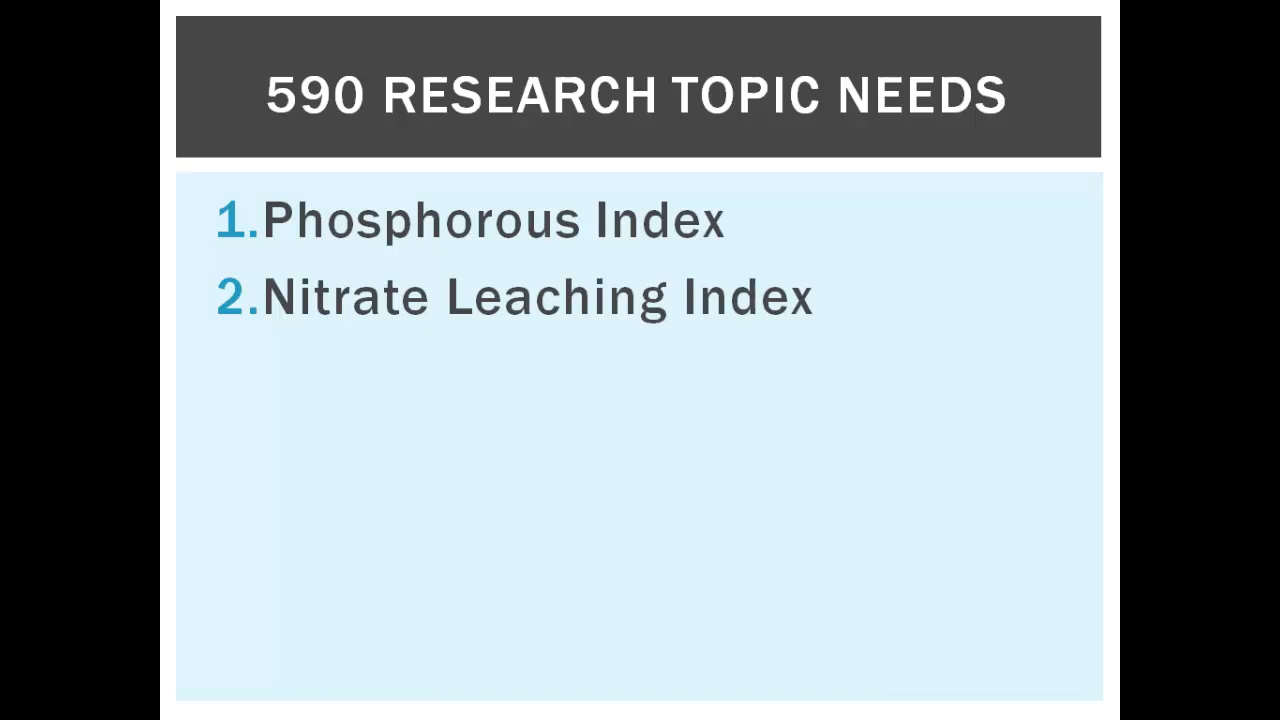 590 RESEARCH TOPIC NEEDS
1.Phosphorous Index
2.Nitrate Leaching Index